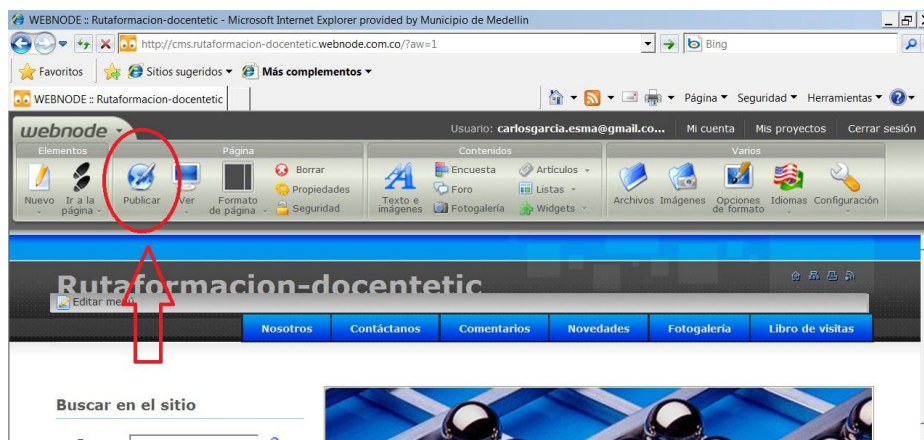 WEBNODE :: Rutaformacion-docentetic - Microsoft Internet Explorer provided by Municipio de Medellin
http://cms.rutaformacion-docentetic.webnode.com.co/?aw=1
Bing
Favoritos
Sitios sugeridos
Más complementos
WEBNODE :: Rutaformacion-docentetic
Página
Seguridad
Herramientas
webnode
Usuario: carlosgarcia.esma@gmail.co...
Mi cuenta
Mis proyectos
Cerrar sesión
Elementos
Página
Contenidos
Varios
Nuevo
Ir a la página
Publicar
Ver
Formato de página
Borrar
Propiedades
Seguridad
Texto e imágenes
Encuesta
Foro
Fotogalería
Artículos
Listas
Widgets
Archivos
Imágenes
Opciones de formato
Idiomas
Configuración
Rutaformacion-docentetic
Editar menú
Nosotros
Contáctanos
Comentarios
Novedades
Fotogalería
Libro de visitas
Buscar en el sitio